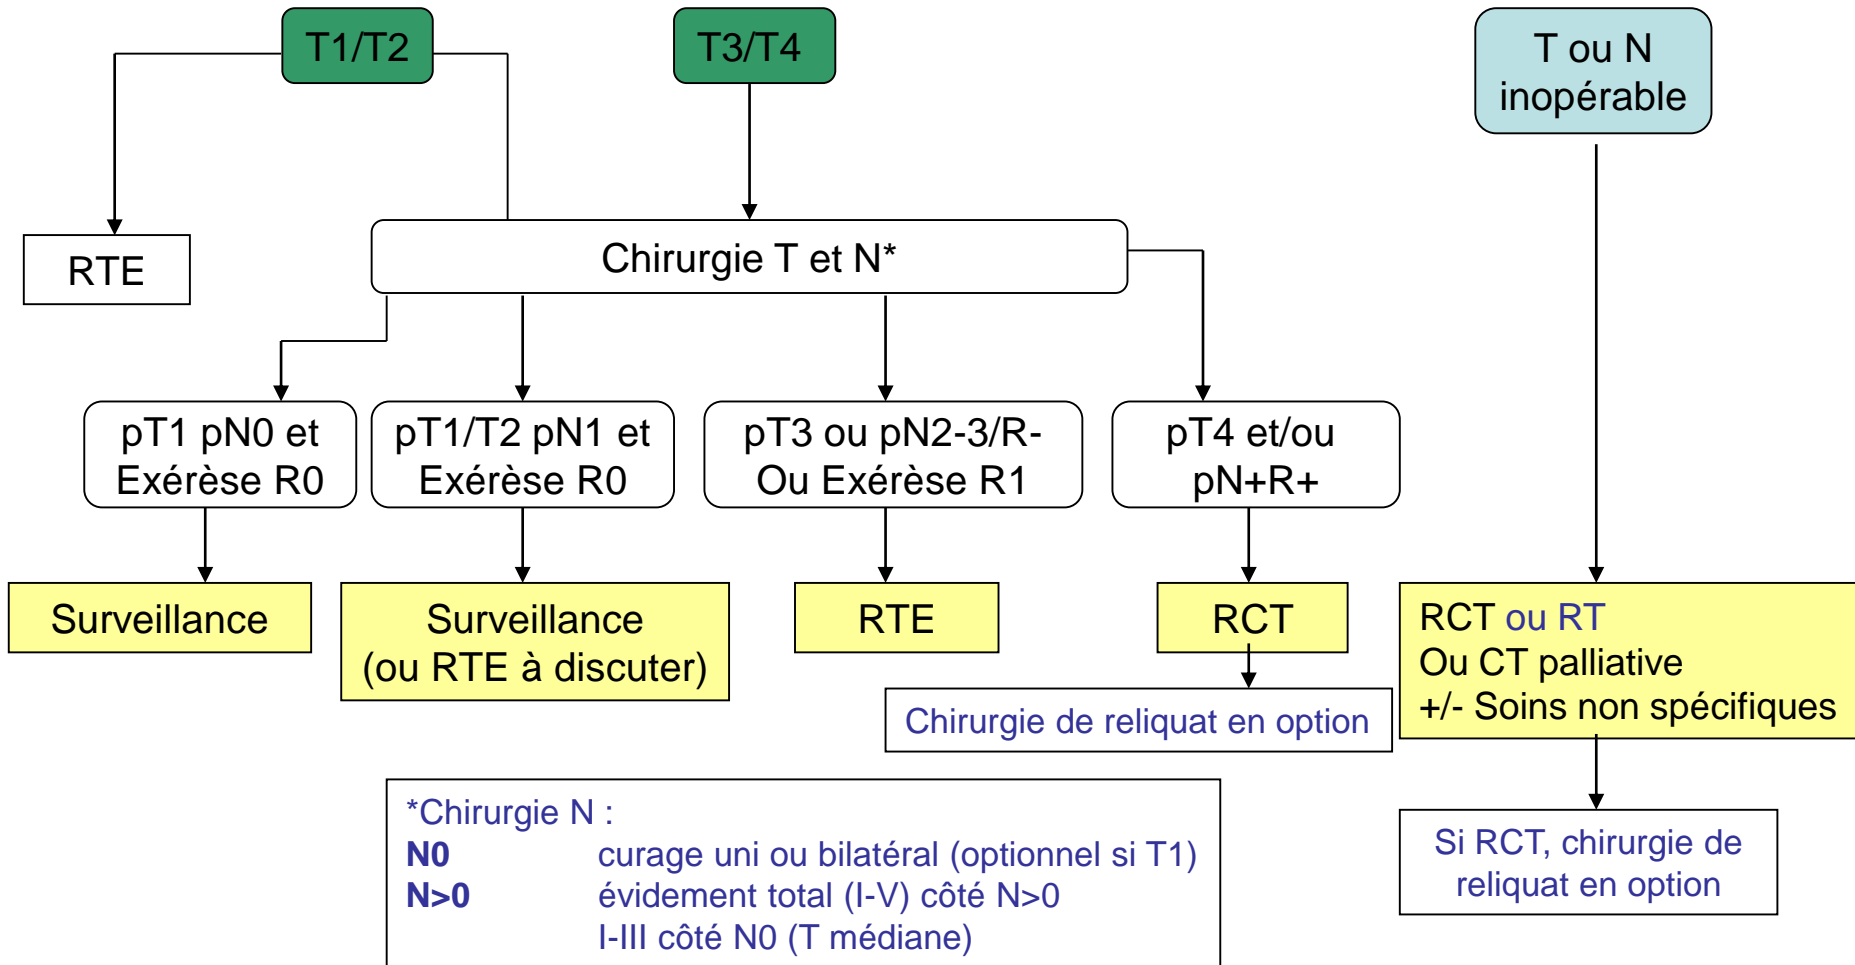 T1/T2
T3/T4
T ou N
inopérable
RTE
Chirurgie T et N*
pT1 pN0 et
Exérèse R0
pT1/T2 pN1 et
Exérèse R0
pT3 ou pN2-3/R-
Ou Exérèse R1
pT4 et/ou
pN+R+
Surveillance
Surveillance
(ou RTE à discuter)
RTE
RCT
RCT ou RT
Ou CT palliative
+/- Soins non spécifiques
Chirurgie de reliquat en option
Si RCT, chirurgie de
reliquat en option
*Chirurgie N :
N0 curage uni ou bilatéral (optionnel si T1)
N>0 évidement total (I-V) côté N>0
I-III côté N0 (T médiane)